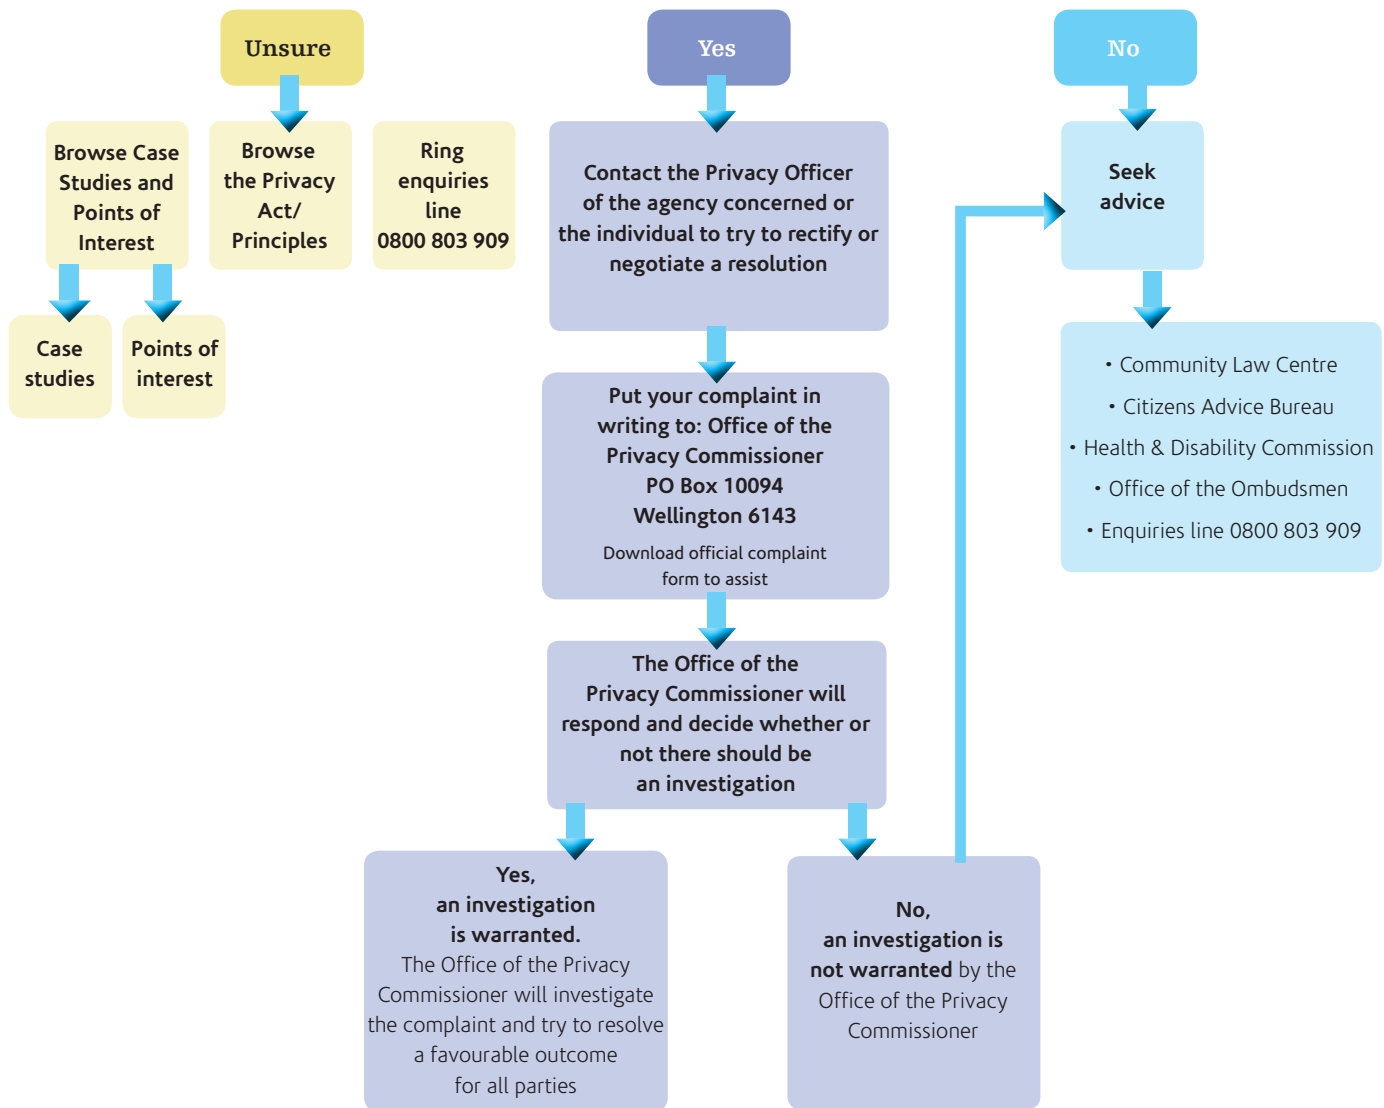 Unsure
Yes
No
Browse Case
Studies and
Points of
Interest
Browse
the Privacy
Act/
Principles
Ring
enquiries
line
0800 803 909
Case
studies
Points of
interest
Contact the Privacy Officer
of the agency concerned or
the individual to try to rectify or
negotiate a resolution
Put your complaint in
writing to: Office of the
Privacy Commissioner
PO Box 10094
Wellington 6143
Download official complaint
form to assist
The Office of the
Privacy Commissioner will
respond and decide whether or
not there should be
an investigation
Yes,
an investigation
is warranted.
The Office of the Privacy
Commissioner will investigate
the complaint and try to resolve
a favourable outcome
for all parties
No,
an investigation is
not warranted by the
Office of the Privacy
Commissioner
Seek
advice
• Community Law Centre
• Citizens Advice Bureau
• Health & Disability Commission
• Office of the Ombudsmen
• Enquiries line 0800 803 909